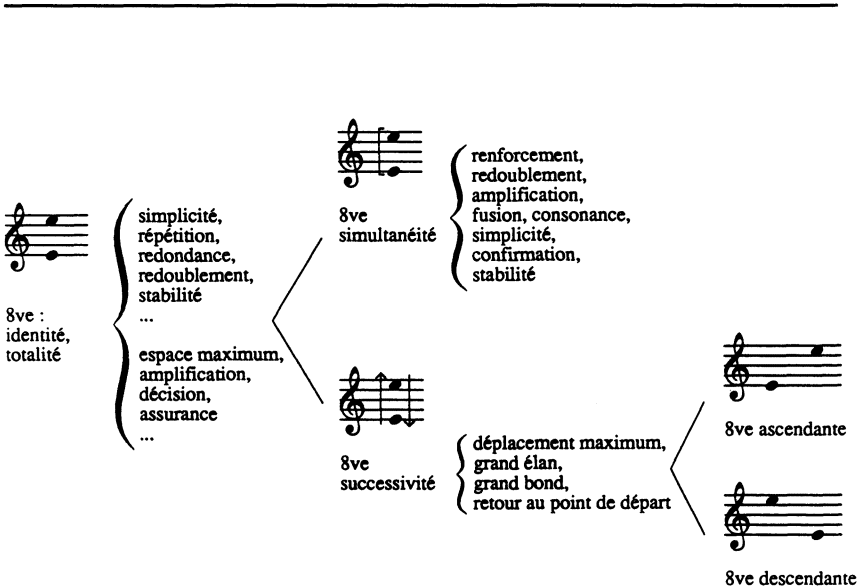 8ve :
identité,
totalité
simplicité,
répétition,
redondance,
redoublement,
stabilité
...
espace maximum,
amplification,
décision,
assurance
...
8ve
simultanéité
renforcement,
redoublement,
amplification,
fusion, consonance,
simplicité,
confirmation,
stabilité
8ve
successivité
déplacement maximum,
grand élan,
grand bond,
retour au point de départ
8ve ascendante
8ve descendante